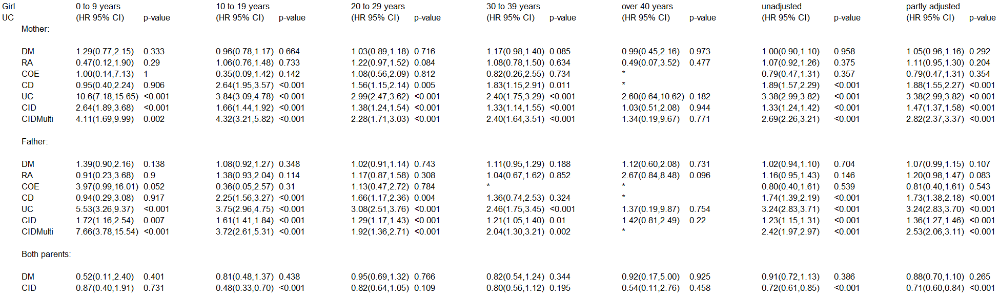 Girl 0 to 9 years 10 to 19 years 20 to 29 years 30 to 39 years over 40 years unadjusted partly adjusted
UC (HR 95% CI) p-value (HR 95% CI) p-value (HR 95% CI) p-value (HR 95% CI) p-value (HR 95% CI) p-value (HR 95% CI) p-value (HR 95% CI) p-value
Mother:
DM 1.29(0.77,2.15) 0.333 0.96(0.78,1.17) 0.664 1.03(0.89,1.18) 0.716 1.17(0.98,1.40) 0.085 0.99(0.45,2.16) 0.973 1.00(0.90,1.10) 0.958 1.05(0.96,1.16) 0.292
RA 0.47(0.12,1.90) 0.29 1.06(0.76,1.48) 0.733 1.22(0.97,1.52) 0.084 1.08(0.78,1.50) 0.634 0.49(0.07,3.52) 0.477 1.07(0.92,1.26) 0.375 1.11(0.95,1.30) 0.204
COE 1.00(0.14,7.13) 1 0.35(0.09,1.42) 0.142 1.08(0.56,2.09) 0.812 0.82(0.26,2.55) 0.734 * 0.79(0.47,1.31) 0.357 0.79(0.47,1.31) 0.354
CD 0.95(0.40,2.24) 0.906 2.64(1.95,3.57) <0.001 1.56(1.15,2.14) 0.005 1.83(1.15,2.91) 0.011 * 1.89(1.57,2.29) <0.001 1.88(1.55,2.27) <0.001
UC 10.6(7.18,15.65) <0.001 3.84(3.09,4.78) <0.001 2.99(2.47,3.62) <0.001 2.40(1.75,3.29) <0.001 2.60(0.64,10.62) 0.182 3.38(2.99,3.82) <0.001 3.38(2.99,3.82) <0.001
CID 2.64(1.89,3.68) <0.001 1.66(1.44,1.92) <0.001 1.38(1.24,1.54) <0.001 1.33(1.14,1.55) <0.001 1.03(0.51,2.08) 0.944 1.33(1.24,1.42) <0.001 1.47(1.37,1.58) <0.001
CIDMulti 4.11(1.69,9.99) 0.002 4.32(3.21,5.82) <0.001 2.28(1.71,3.03) <0.001 2.40(1.64,3.51) <0.001 1.34(0.19,9.67) 0.771 2.69(2.26,3.21) <0.001 2.82(2.37,3.37) <0.001
Father:
DM 1.39(0.90,2.16) 0.138 1.08(0.92,1.27) 0.348 1.02(0.91,1.14) 0.743 1.11(0.95,1.29) 0.188 1.12(0.60,2.08) 0.731 1.02(0.94,1.10) 0.704 1.07(0.99,1.15) 0.107
RA 0.91(0.23,3.68) 0.9 1.38(0.93,2.04) 0.114 1.17(0.87,1.58) 0.308 1.04(0.67,1.62) 0.852 2.67(0.84,8.48) 0.096 1.16(0.95,1.43) 0.146 1.20(0.98,1.47) 0.083
COE 3.97(0.99,16.01) 0.052 0.36(0.05,2.57) 0.31 1.13(0.47,2.72) 0.784 * * 0.80(0.40,1.61) 0.539 0.81(0.40,1.61) 0.543
CD 0.94(0.29,3.08) 0.917 2.25(1.56,3.27) <0.001 1.66(1.17,2.36) 0.004 1.36(0.74,2.53) 0.324 * 1.74(1.39,2.19) <0.001 1.73(1.38,2.18) <0.001
UC 5.53(3.26,9.37) <0.001 3.75(2.96,4.75) <0.001 3.08(2.51,3.76) <0.001 2.46(1.75,3.45) <0.001 1.37(0.19,9.87) 0.754 3.24(2.83,3.71) <0.001 3.24(2.83,3.70) <0.001
CID 1.72(1.16,2.54) 0.007 1.61(1.41,1.84) <0.001 1.29(1.17,1.43) <0.001 1.21(1.05,1.40) 0.01 1.42(0.81,2.49) 0.22 1.23(1.15,1.31) <0.001 1.36(1.27,1.46) <0.001
CIDMulti 7.66(3.78,15.54) <0.001 3.72(2.61,5.31) <0.001 1.92(1.36,2.71) <0.001 2.04(1.30,3.21) 0.002 * 2.42(1.97,2.97) <0.001 2.53(2.06,3.11) <0.001
Both parents:
DM 0.52(0.11,2.40) 0.401 0.81(0.48,1.37) 0.438 0.95(0.69,1.32) 0.766 0.82(0.54,1.24) 0.344 0.92(0.17,5.00) 0.925 0.91(0.72,1.13) 0.386 0.88(0.70,1.10) 0.265
CID 0.87(0.40,1.91) 0.731 0.48(0.33,0.70) <0.001 0.82(0.64,1.05) 0.109 0.80(0.56,1.12) 0.195 0.54(0.11,2.76) 0.458 0.72(0.61,0.85) <0.001 0.71(0.60,0.84) <0.001